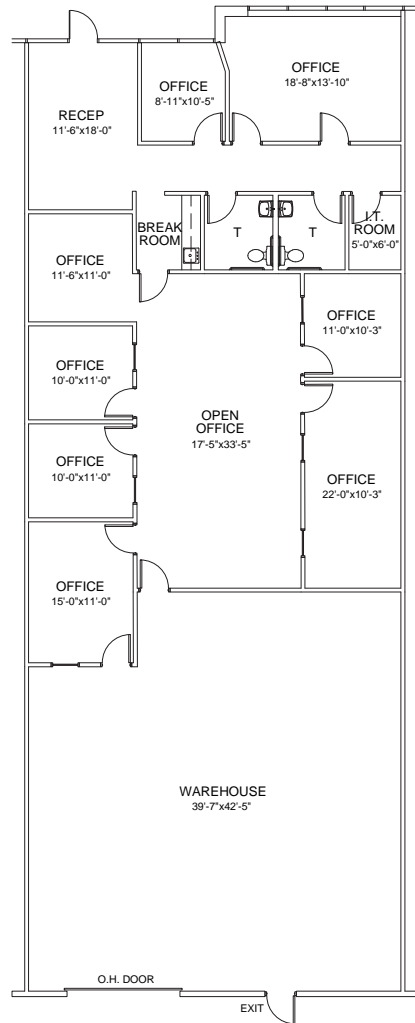 OFFICE
18'-8"x13'-10"
OFFICE
8'-11"x10'-5"
RECEP
11'-6"x18'-0"
BREAK
ROOM
T
T
I.T.
ROOM
5'-0"x6'-0"
OFFICE
11'-6"x11'-0"
OFFICE
11'-0"x10'-3"
OFFICE
10'-0"x11'-0"
OPEN
OFFICE
17'-5"x33'-5"
OFFICE
10'-0"x11'-0"
OFFICE
22'-0"x10'-3"
OFFICE
15'-0"x11'-0"
WAREHOUSE
39'-7"x42'-5"
O.H. DOOR
EXIT